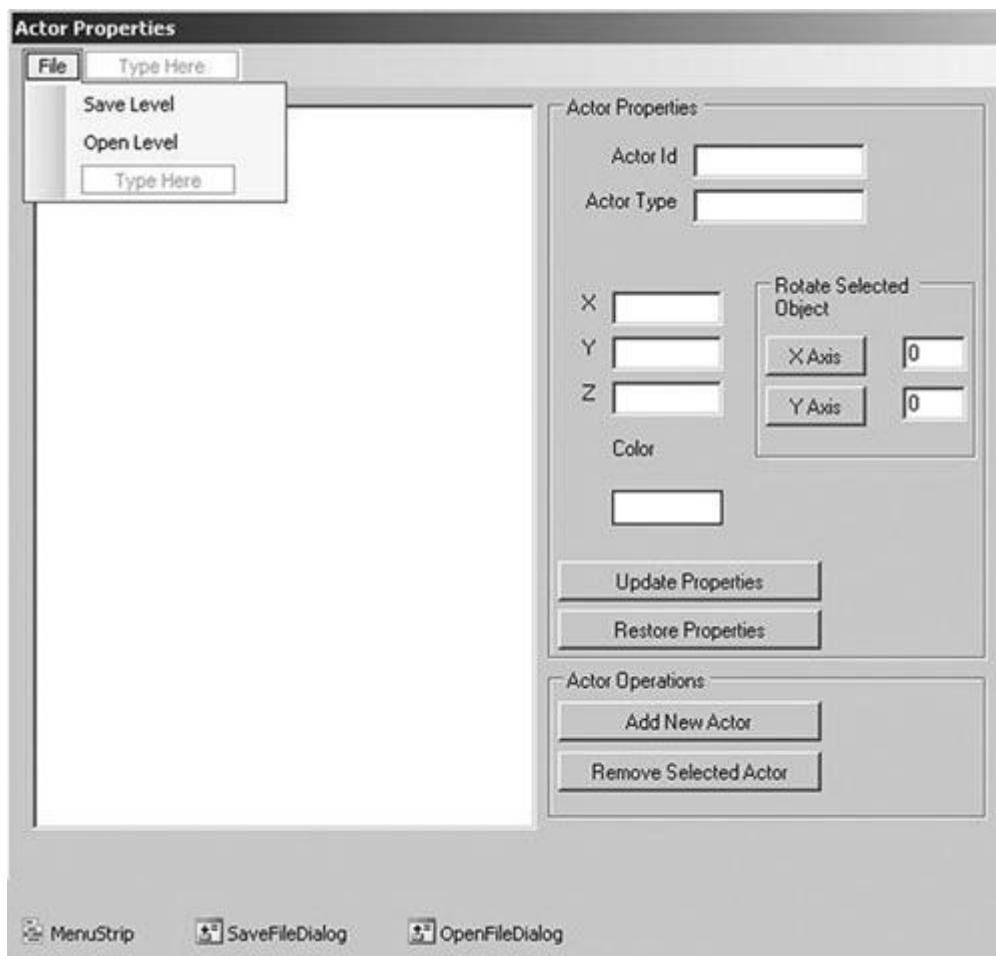 Actor Properties
File Type Here
Save Level
Open Level
Type Here
Actor Properties
Actor Id
Actor Type
X
Y
Z
Color
Rotate Selected
Object
X Axis 0
Y Axis 0
Update Properties
Restore Properties
Actor Operations
Add New Actor
Remove Selected Actor
MenuStrip SaveFileDialog OpenFileDialog